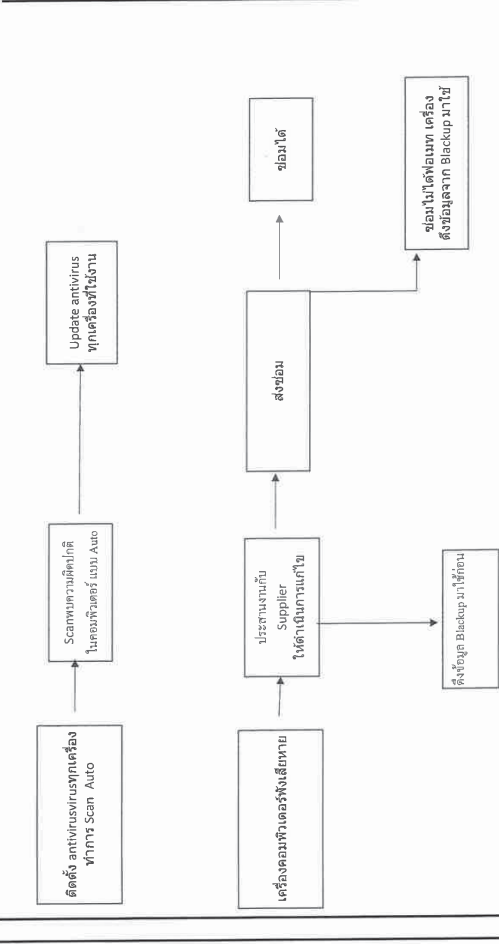 ติดตั้ง antivirusvirusทุกเครื่อง
ทำการ Scan Auto
Scanพบความผิดปกติ
ในคอมพิวเตอร์ แบบ Auto
Update antivirus
ทุกเครื่องที่ใช้งาน
เครื่องคอมพิวเตอร์พังเสียหาย
ประสานงานกับ
Supplier
ให้ดำเนินการแก้ไข
ส่งซ่อม
ซ่อมได้
ดึงข้อมูล Blackup มาใช้ก่อน
ซ่อมไม่ได้ฟอเมท เครื่อง
ดึงข้อมูลจาก Blackup มาใช้